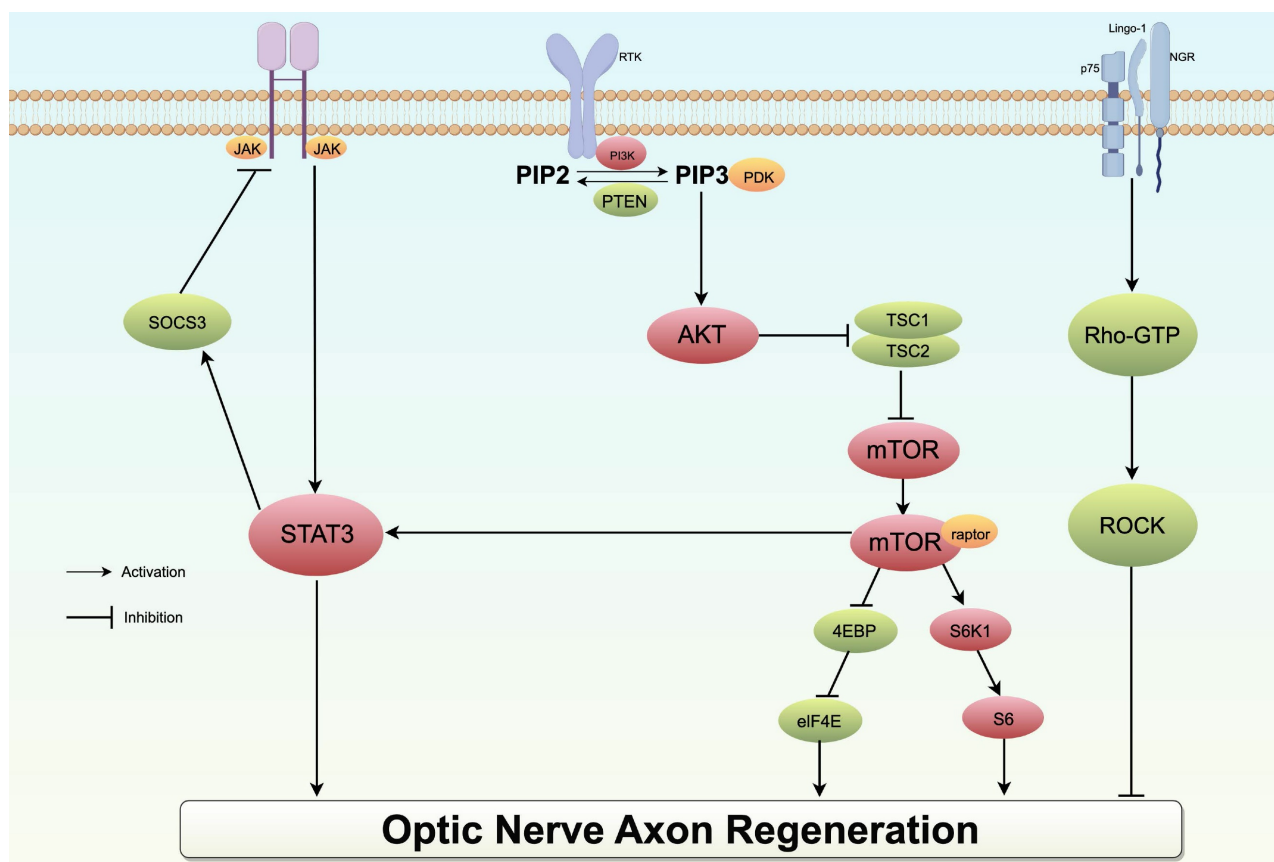 Lingo-1
RTK
p75
NGR
JAK
JAK
PI3K
PIP2
PIP3
PDK
PTEN
SOCS3
AKT
TSC1
TSC2
Rho-GTP
mTOR
STAT3
mTOR
raptor
ROCK
Activation
Inhibition
4EBP
S6K1
eIF4E
S6
Optic Nerve Axon Regeneration